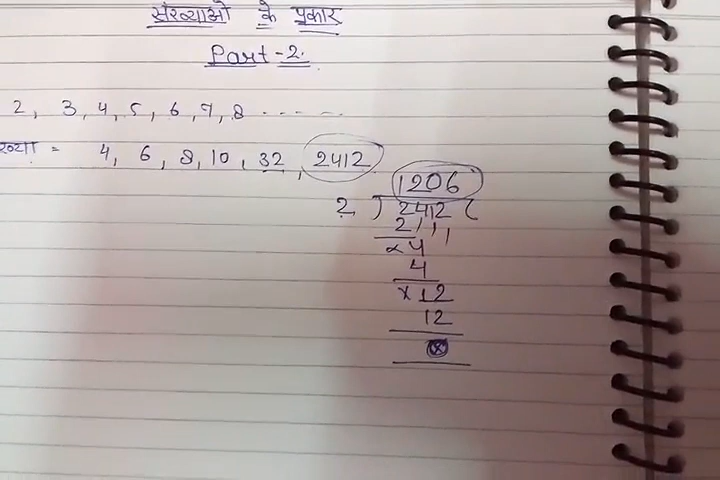 संख्याओं के प्रकार
Part-2.
2, 3, 4, 5, 6, 7, 8 ------
= 4, 6, 8, 10, 32, 2412
1206
2 ) 2412 (
2
×4
4
×12
12
×